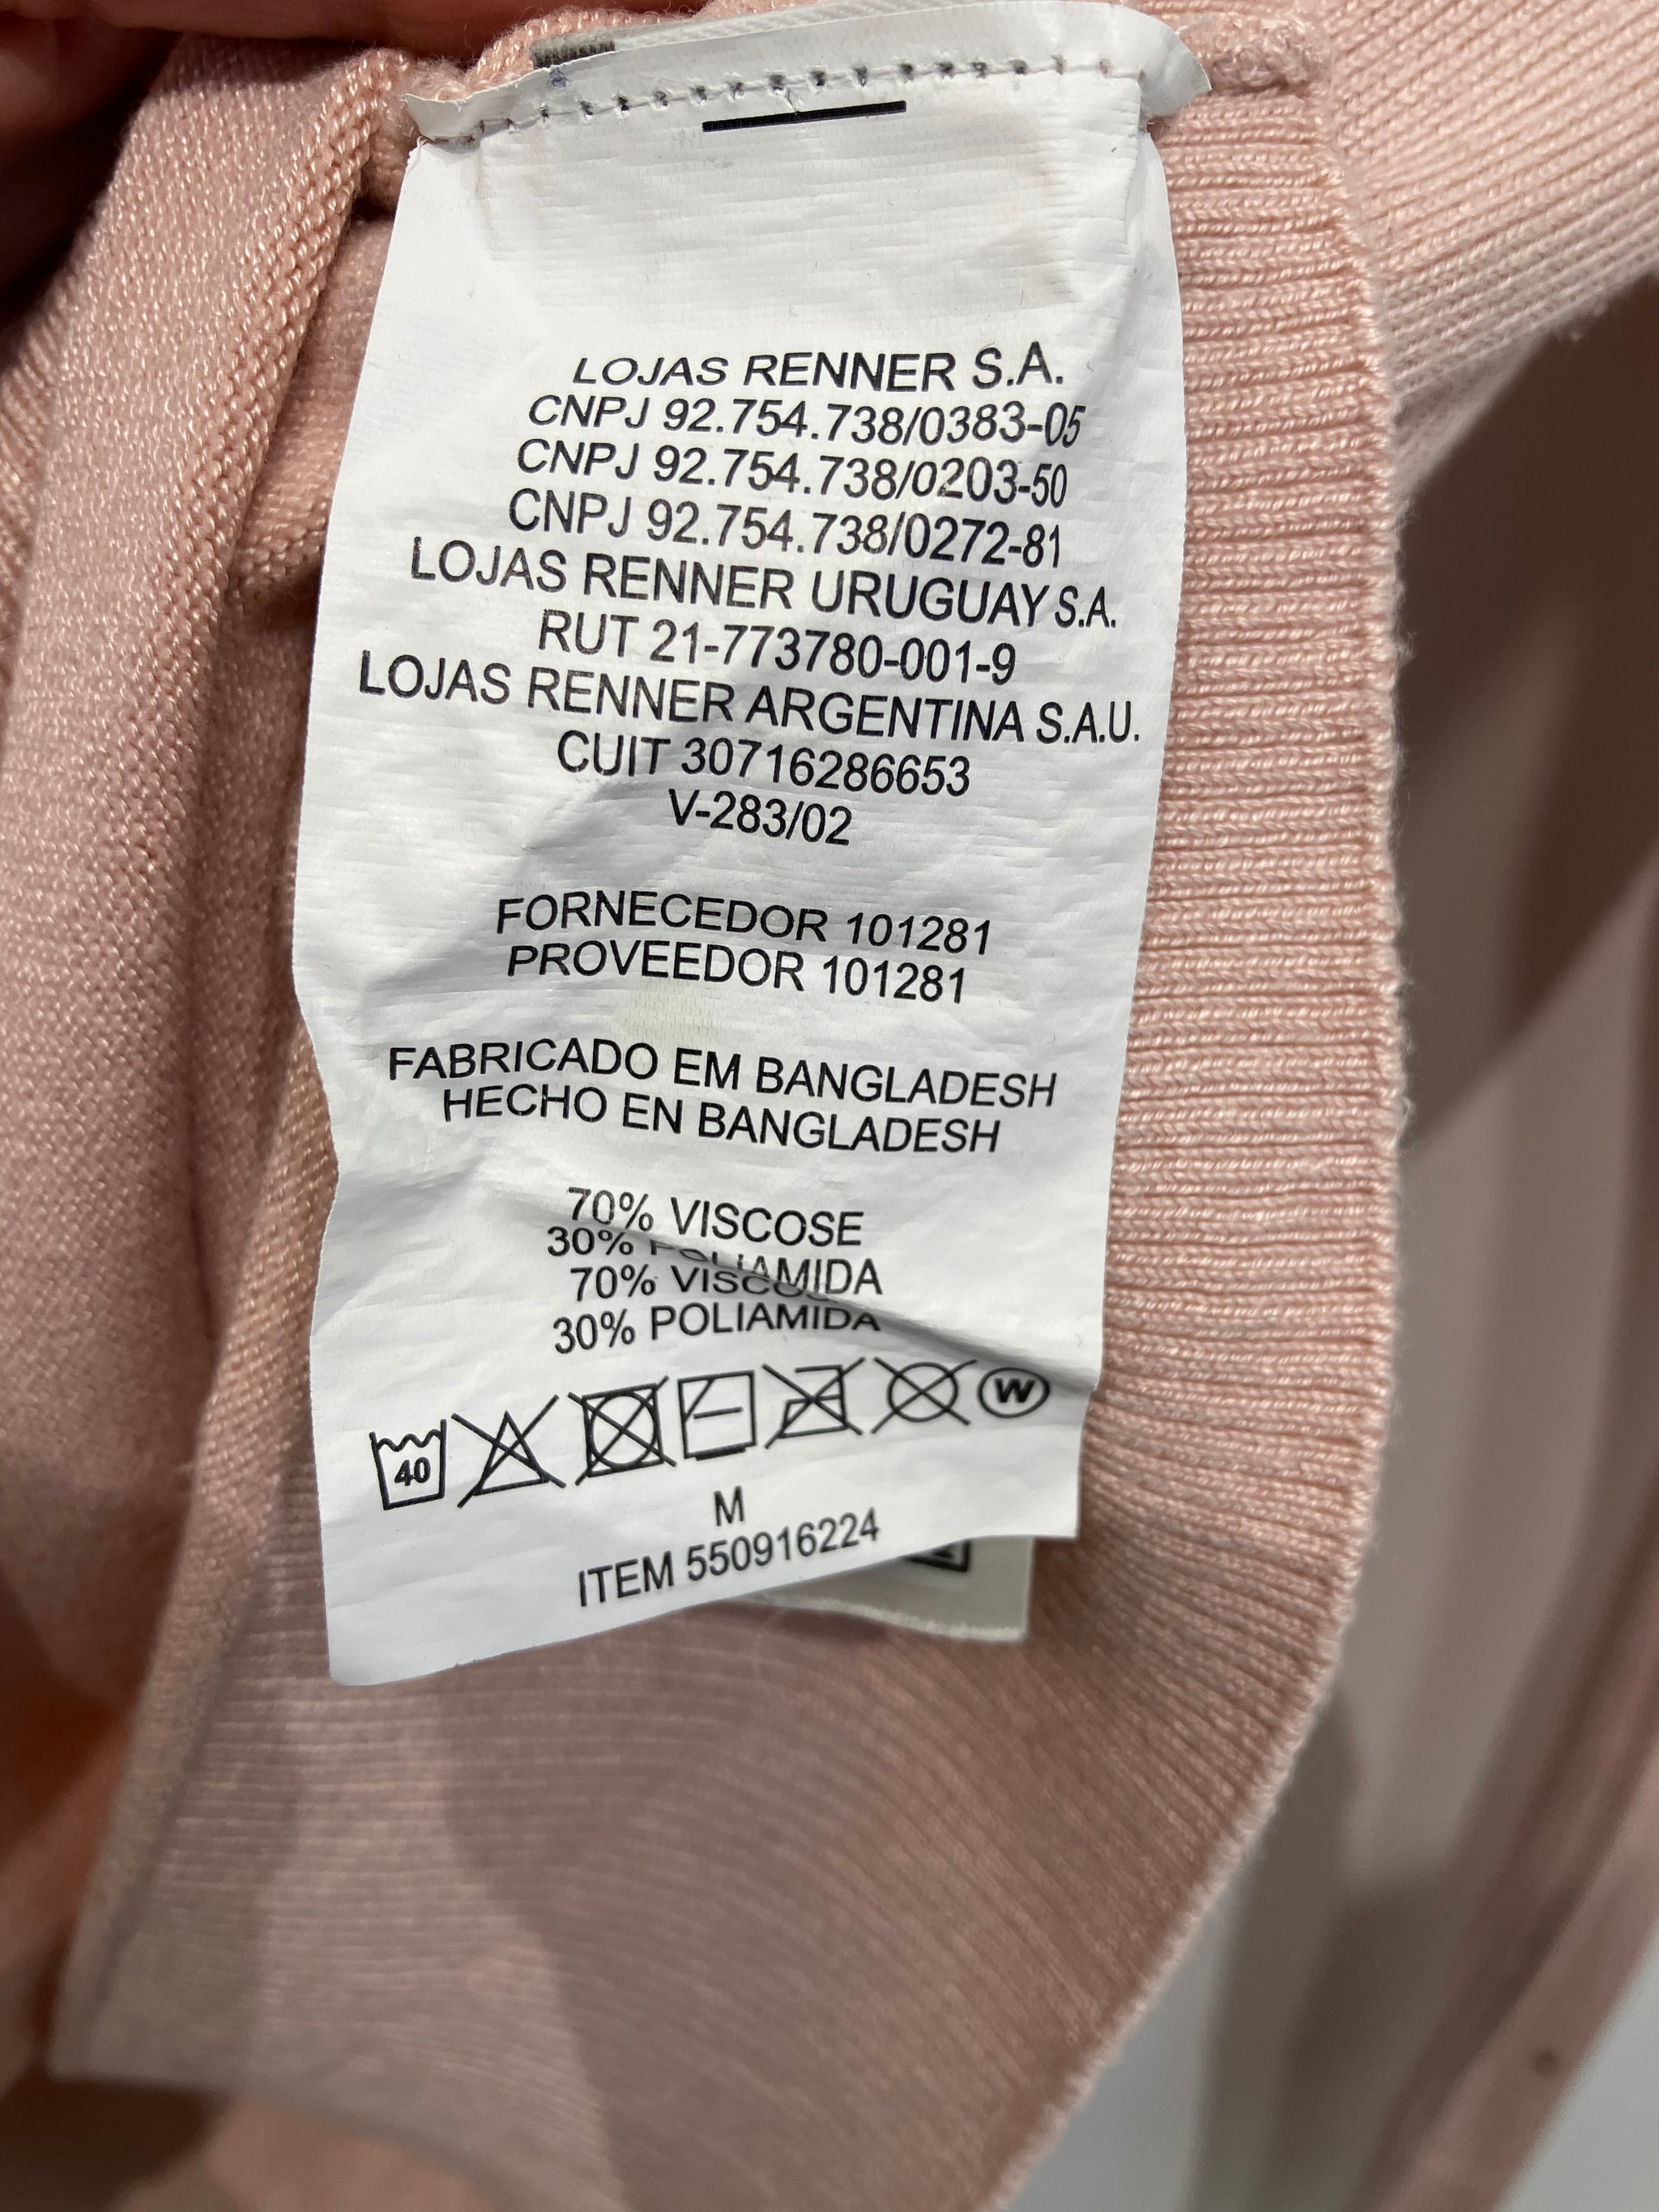 LOJAS RENNER S.A.
CNPJ 92.754.738/0383-05
CNPJ 92.754.738/0203-50
CNPJ 92.754.738/0272-81
LOJAS RENNER URUGUAY S.A.
RUT 21-773780-001-9
LOJAS RENNER ARGENTINA S.A.U.
CUIT 30716286653
V-283/02
FORNECEDOR 101281
PROVEEDOR 101281
FABRICADO EM BANGLADESH
HECHO EN BANGLADESH
70% VISCOSE
30% POLIAMIDA
70% VISCOSA
30% POLIAMIDA
40 W
M
ITEM 550916224